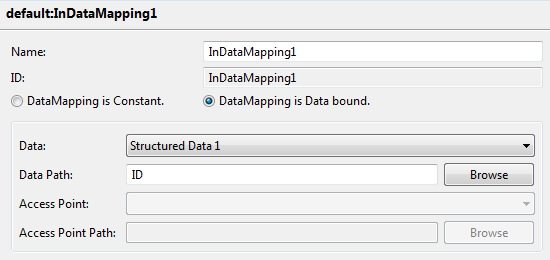 default:InDataMapping1
Name: InDataMapping1
ID: InDataMapping1
DataMapping is Constant. DataMapping is Data bound.
Data: Structured Data 1
Data Path: ID Browse
Access Point:
Access Point Path: Browse